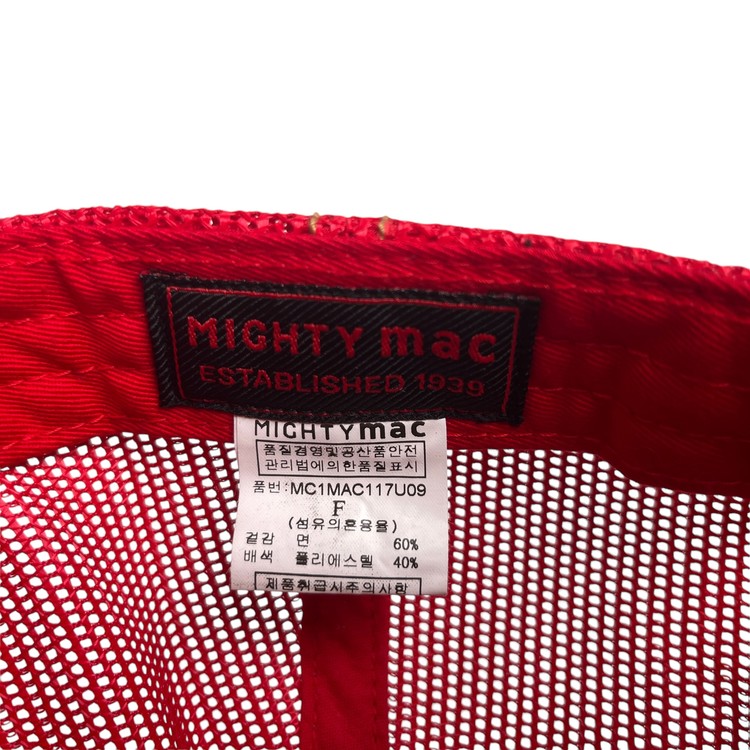 MIGHTY mac
ESTABLISHED 1939
MIGHTYmac
품질경영및공산품안전
관리법에의한품질표시
품번: MC1MAC117U09
F
(섬유의혼용율)
겉감 면 60%
배색 폴리에스텔 40%
제품취급시주의사항